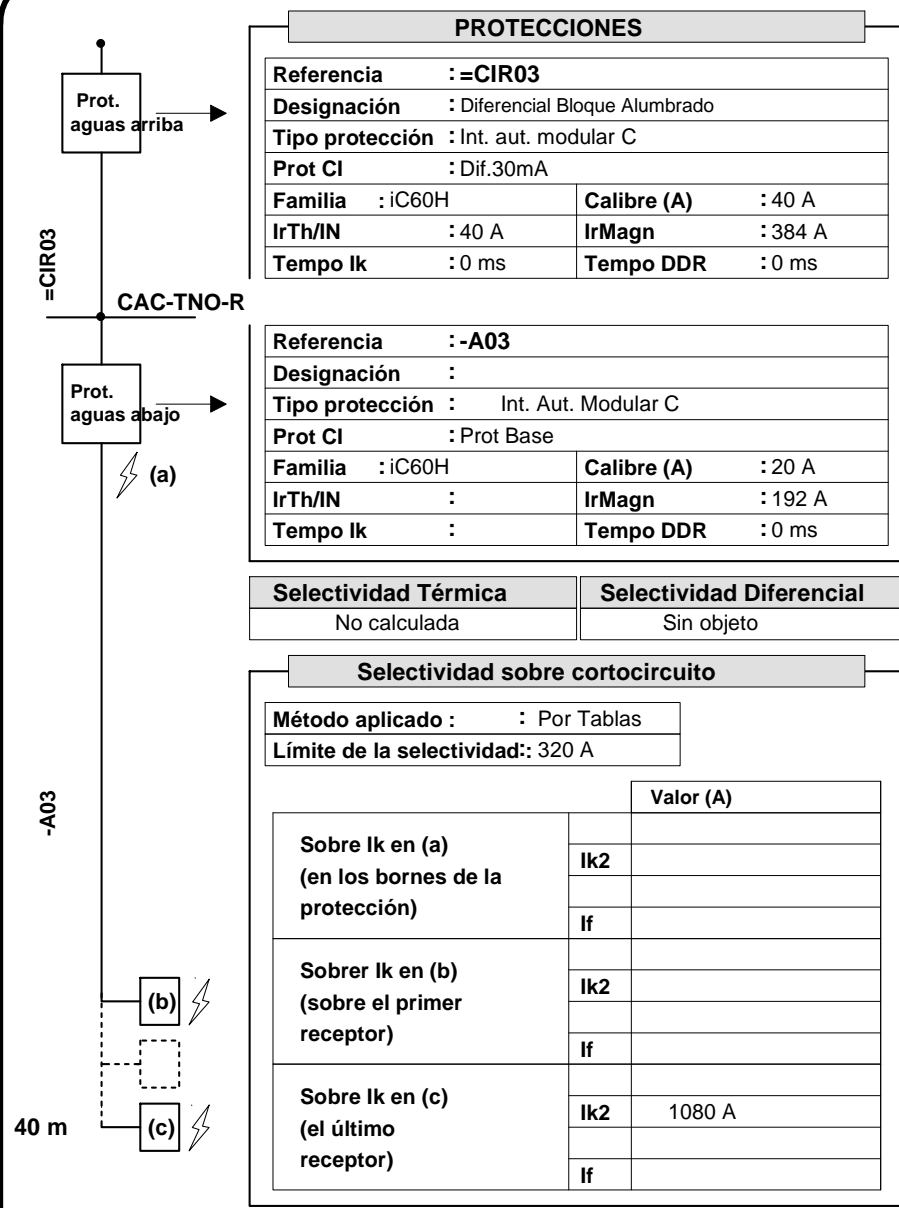 PROTECCIONES
Prot.
aguas arriba
Referencia : =CIR03
Designación : Diferencial Bloque Alumbrado
Tipo protección : Int. aut. modular C
Prot CI : Dif.30mA
Familia : iC60H Calibre (A) : 40 A
IrTh/IN : 40 A IrMagn : 384 A
Tempo Ik : 0 ms Tempo DDR : 0 ms
=CIR03
CAC-TNO-R
Prot.
aguas abajo
(a)
Referencia : -A03
Designación :
Tipo protección : Int. Aut. Modular C
Prot CI : Prot Base
Familia : iC60H Calibre (A) : 20 A
IrTh/IN : IrMagn : 192 A
Tempo Ik : Tempo DDR : 0 ms
Selectividad Térmica Selectividad Diferencial
No calculada Sin objeto
Selectividad sobre cortocircuito
Método aplicado : : Por Tablas
Límite de la selectividad:: 320 A
-A03
Valor (A)
Sobre Ik en (a)
(en los bornes de la
protección)
Ik2
If
Sobrer Ik en (b)
(sobre el primer
receptor)
Ik2
If
(b)
Sobre Ik en (c)
(el último
receptor)
Ik2 1080 A
If
40 m (c)